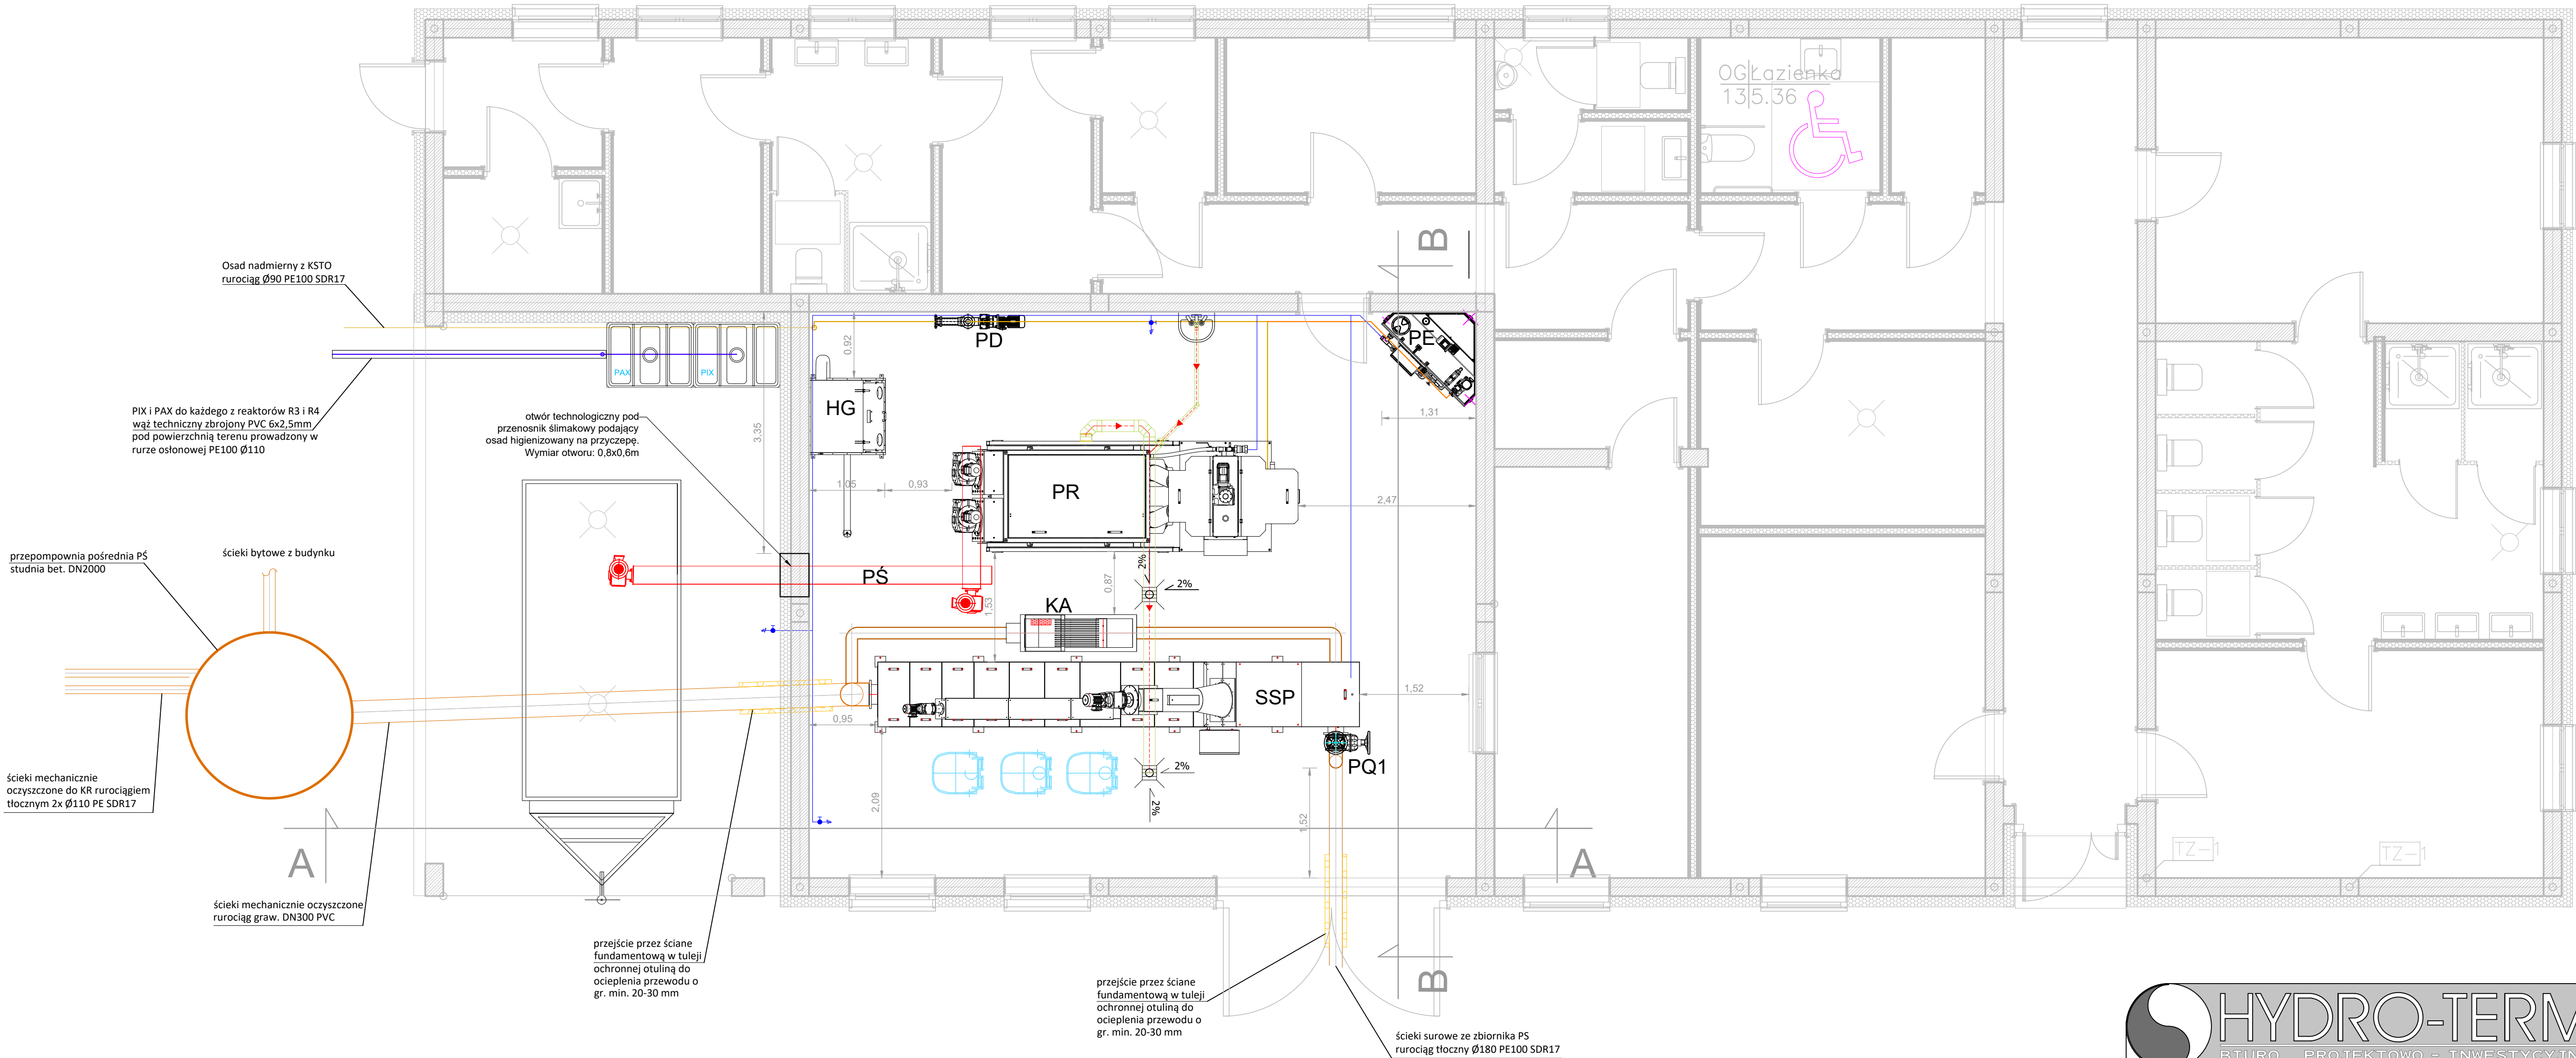 OG Łazienka
13 5.36
B
Osad nadmierny z KSTO
rurociąg Ø90 PE100 SDR17
PAX
PIX
PIX i PAX do każdego z reaktorów R3 i R4
wąż techniczny zbrojony PVC 6x2,5mm
pod powierzchnią terenu prowadzony w
rurze osłonowej PE100 Ø110
PD
PE
0,92
HG
1,31
otwór technologiczny pod
przenośnik ślimakowy podający
osad higienizowany na przyczepę.
Wymiar otworu: 0,8x0,6m
3,35
1,05
0,93
PR
2,47
przepompownia pośrednia PŚ
studnia bet. DN2000
ścieki bytowe z budynku
PŚ
2%
2%
0,87
1,53
KA
SSP
1,52
0,95
PQ1
2%
2%
2,09
1,52
ścieki mechanicznie
oczyszczone do KR rurociągiem
tłocznym 2x Ø110 PE SDR17
A
A
TZ-1
TZ-1
ścieki mechanicznie oczyszczone
rurociąg graw. DN300 PVC
przejście przez ściane
fundamentową w tuleji
ochronnej otuliną do
ocieplenia przewodu o
gr. min. 20-30 mm
przejście przez ściane
fundamentową w tuleji
ochronnej otuliną do
ocieplenia przewodu o
gr. min. 20-30 mm
B
ścieki surowe ze zbiornika PS
rurociąg tłoczny Ø180 PE100 SDR17
HYDRO-TERM
BIURO PROJEKTOWO - INWESTYCYJN